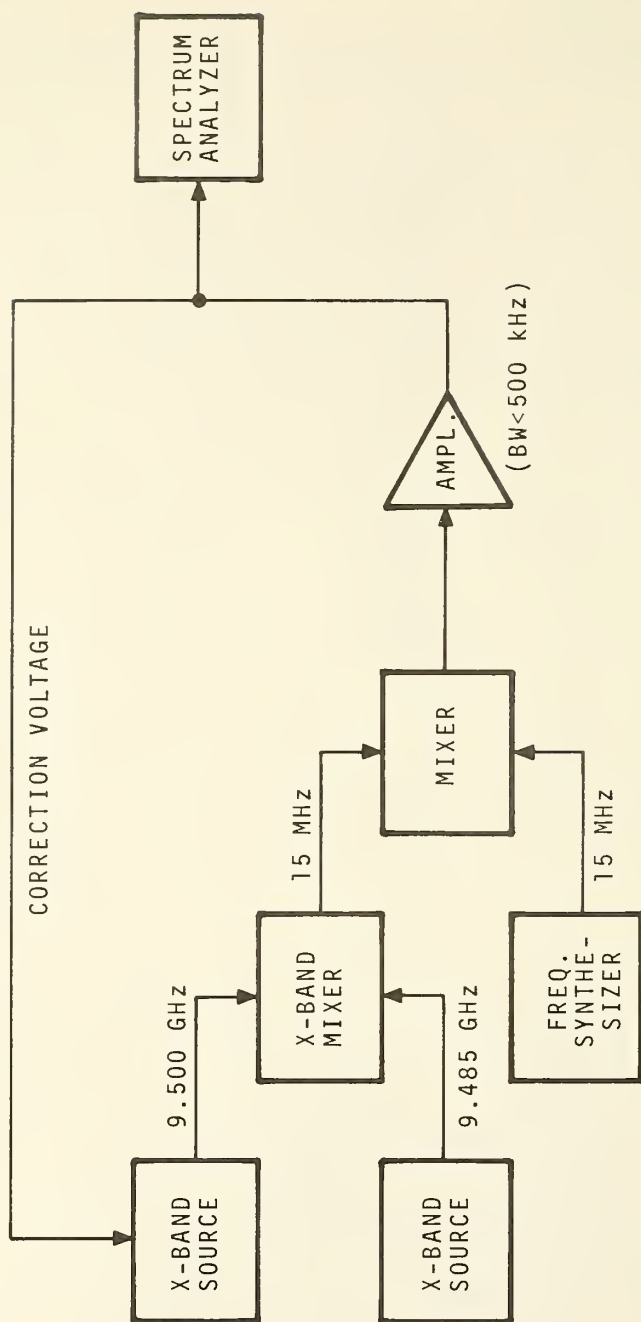 CORRECTION VOLTAGE
X-BAND
SOURCE
9.500 GHz
X-BAND
MIXER
15 MHz
X-BAND
SOURCE
9.485 GHz
FREQ.
SYNTHE-
SIZER
15 MHz
MIXER
AMPL.
(BW<500 kHz)
SPECTRUM
ANALYZER